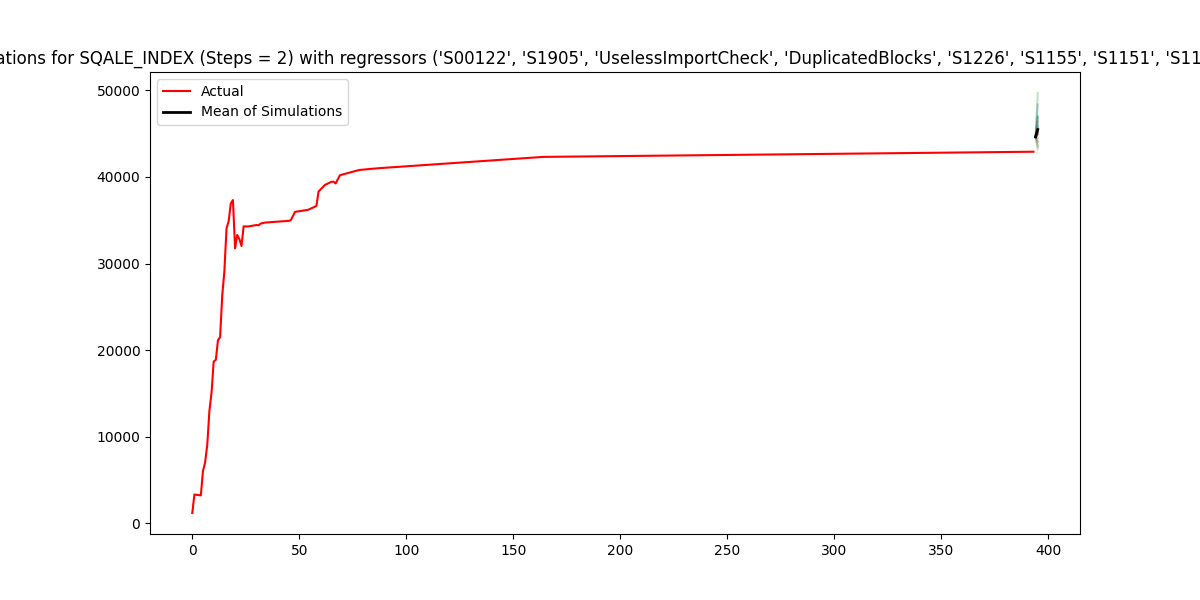 ations for SQALE_INDEX (Steps = 2) with regressors ('S00122', 'S1905', 'UselessImportCheck', 'DuplicatedBlocks', 'S1226', 'S1155', 'S1151', 'S11
Actual
Mean of Simulations
50000
40000
30000
20000
10000
0
0 50 100 150 200 250 300 350 400